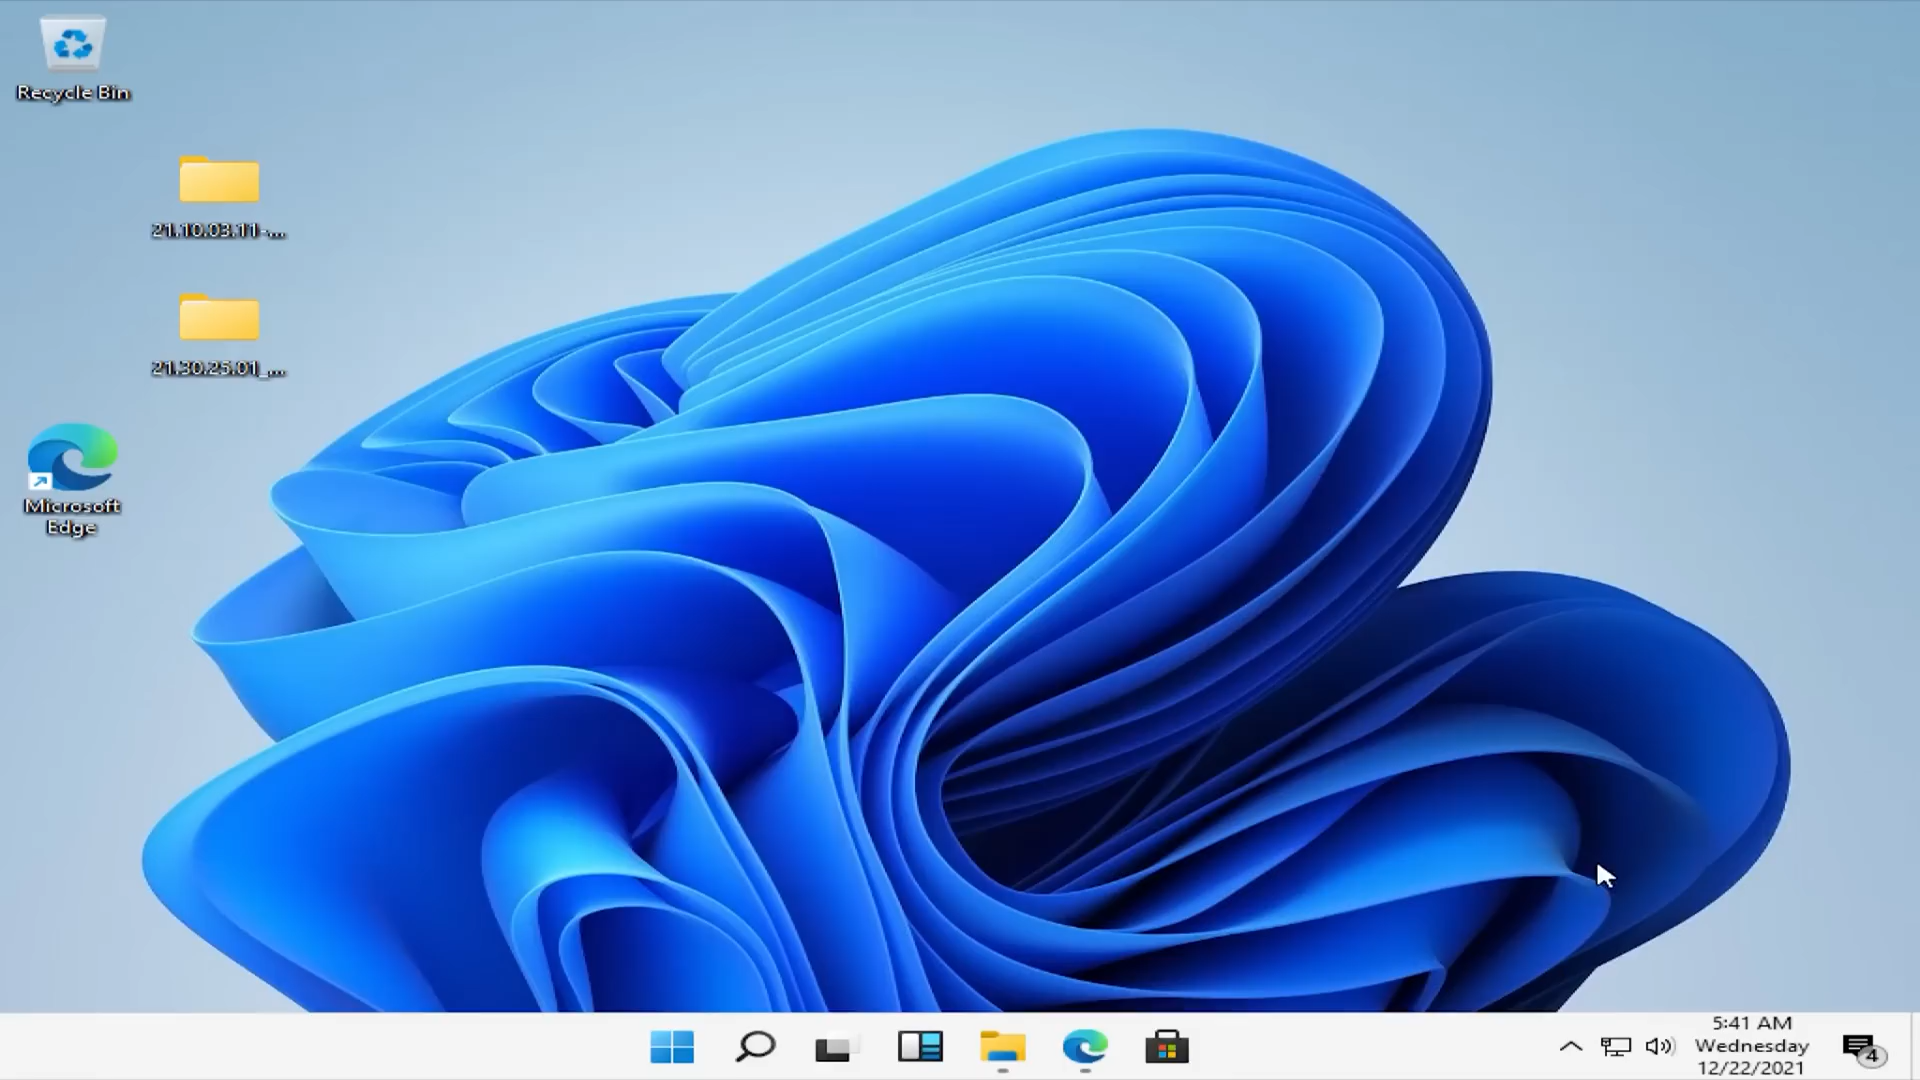 Recycle Bin
21.10.03.11-...
21.30.25.01_...
Microsoft
Edge
5:41 AM
Wednesday
12/22/2021
4